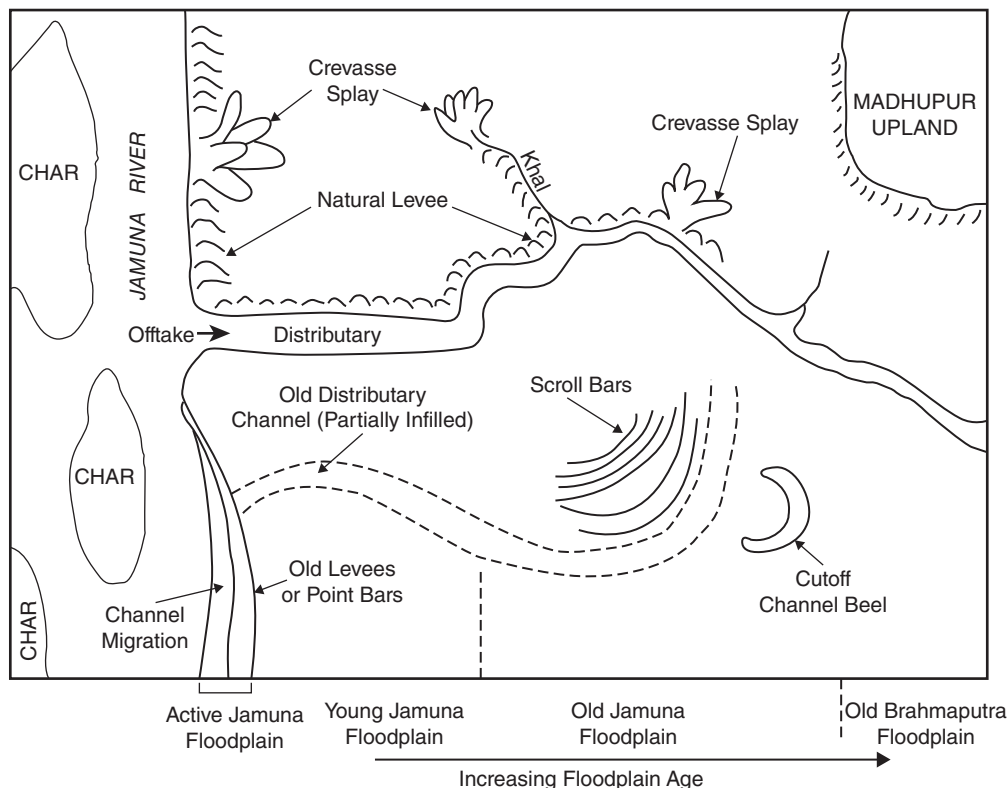 Crevasse
Splay
Crevasse Splay
MADHUPUR
UPLAND
CHAR
JAMUNA RIVER
Khal
Natural Levee
Offtake
Distributary
Old Distributary
Channel (Partially Infilled)
Scroll Bars
CHAR
Old Levees
or Point Bars
Channel
Migration
Cutoff
Channel Beel
CHAR
Active Jamuna
Floodplain
Young Jamuna
Floodplain
Old Jamuna
Floodplain
Old Brahmaputra
Floodplain
Increasing Floodplain Age